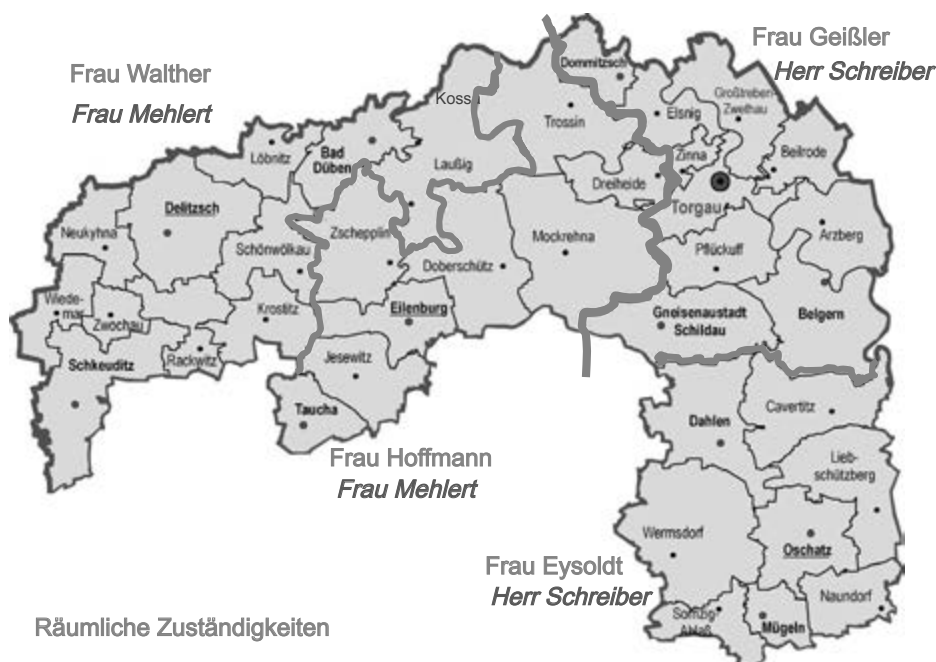 Frau Geißler
Herr Schreiber
Frau Walther
Frau Mehlert
Dommitzsch
Großtreben-
Zwethau
Elsnig
Trossin
Löbnitz
Bad
Düben
Laußig
Zinna
Beilrode
Dreiheide
Torgau
Delitzsch
Neukyhna
Schönwölkau
Zschepplin
Mockrehna
Doberschütz
Pflückuff
Arzberg
Wiede-
mar
Zwochau
Krostitz
Eilenburg
Gneisenaustadt
Schildau
Belgern
Schkeuditz
Rackwitz
Jesewitz
Taucha
Dahlen
Cavertitz
Frau Hoffmann
Frau Mehlert
Lieb-
schützberg
Wermsdorf
Oschatz
Frau Eysoldt
Herr Schreiber
Naundorf
Sornzig-
Ablaß
Mügeln
Räumliche Zuständigkeiten